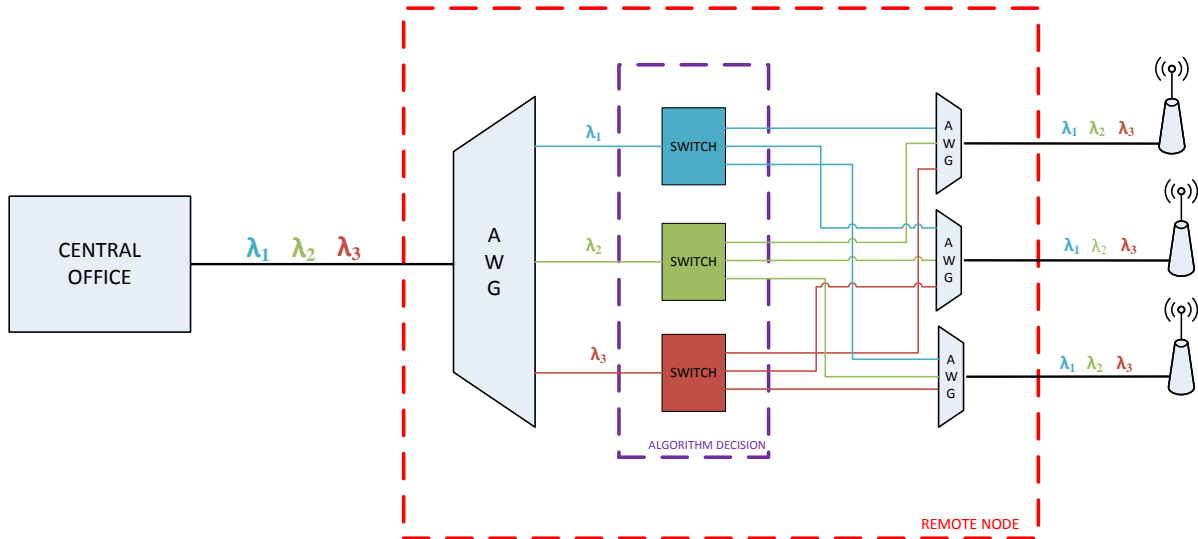 CENTRAL
OFFICE
λ1 λ2 λ3
A
W
G
λ1
λ2
λ3
SWITCH
SWITCH
SWITCH
ALGORITHM DECISION
A
W
G
A
W
G
A
W
G
λ1 λ2 λ3
λ1 λ2 λ3
λ1 λ2 λ3
REMOTE NODE